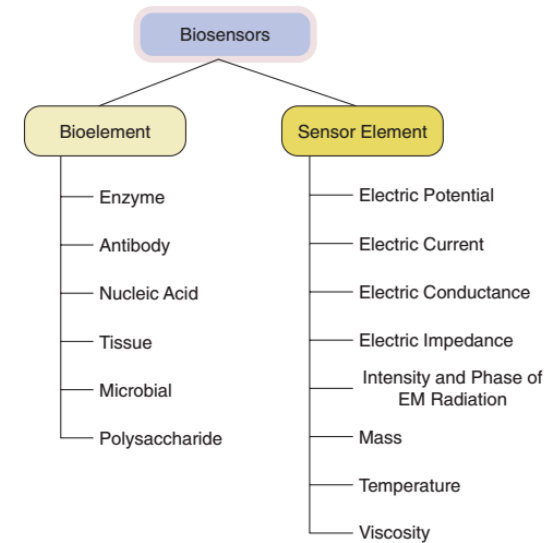 Biosensors
Bioelement
Enzyme
Antibody
Nucleic Acid
Tissue
Microbial
Polysaccharide
Sensor Element
Electric Potential
Electric Current
Electric Conductance
Electric Impedance
Intensity and Phase of
EM Radiation
Mass
Temperature
Viscosity